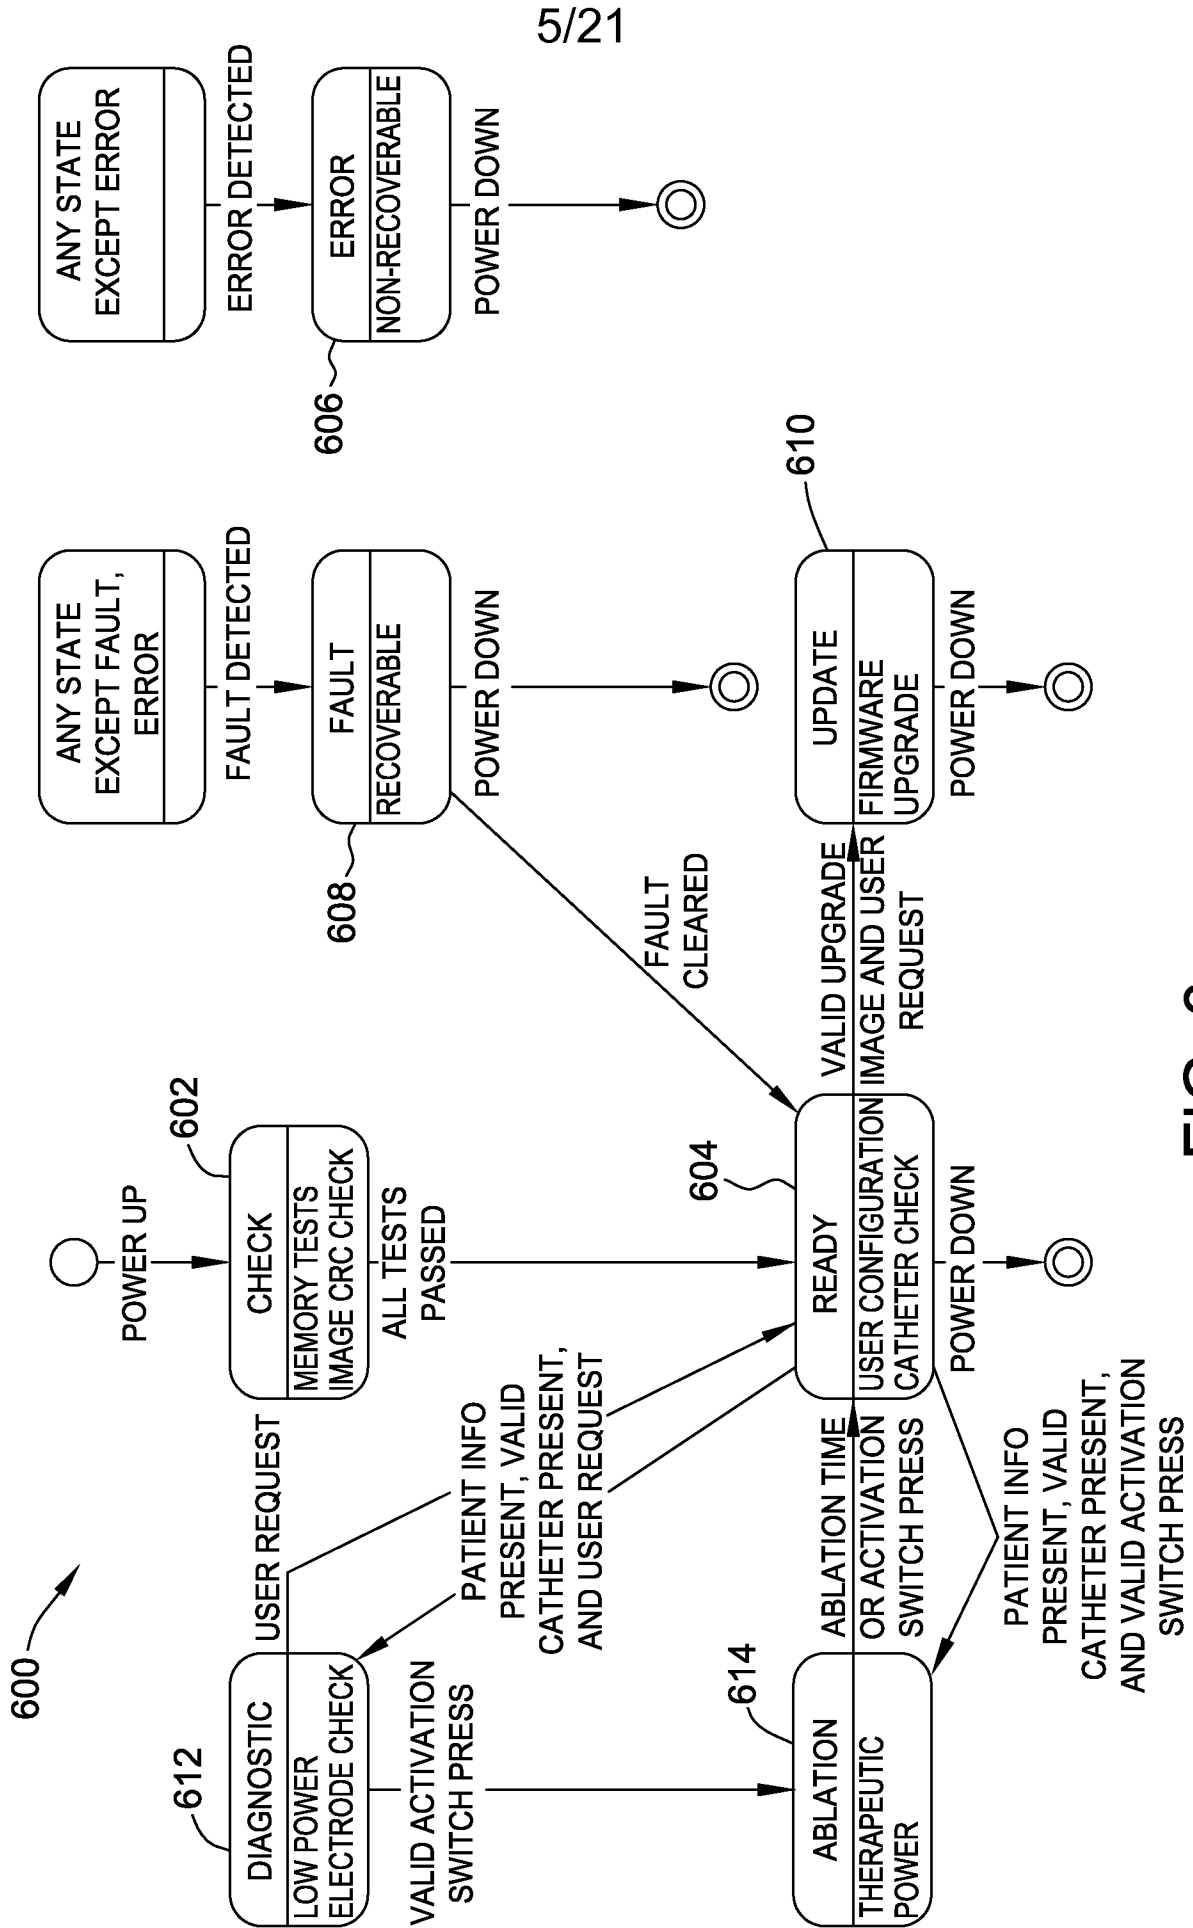 5/21
600
612
DIAGNOSTIC
LOW POWER
ELECTRODE CHECK
USER REQUEST
VALID ACTIVATION
SWITCH PRESS
POWER UP
602
CHECK
MEMORY TESTS
IMAGE CRC CHECK
ALL TESTS
PASSED
ANY STATE
EXCEPT FAULT,
ERROR
FAULT DETECTED
608
FAULT
RECOVERABLE
POWER DOWN
FAULT
CLEARED
ANY STATE
EXCEPT ERROR
ERROR DETECTED
606
ERROR
NON-RECOVERABLE
POWER DOWN
PATIENT INFO
PRESENT, VALID
CATHETER PRESENT,
AND USER REQUEST
614
ABLATION
THERAPEUTIC
POWER
ABLATION TIME
OR ACTIVATION
SWITCH PRESS
604
READY
USER CONFIGURATION
CATHETER CHECK
POWER DOWN
VALID UPGRADE
IMAGE AND USER
REQUEST
610
UPDATE
FIRMWARE
UPGRADE
POWER DOWN
PATIENT INFO
PRESENT, VALID
CATHETER PRESENT,
AND VALID ACTIVATION
SWITCH PRESS